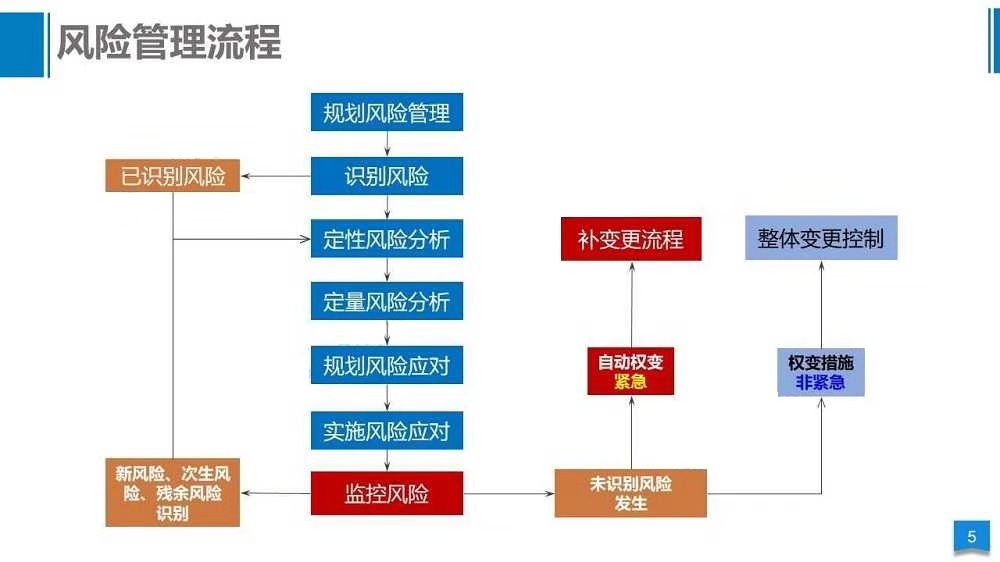 风险管理流程
规划风险管理
已识别风险
识别风险
定性风险分析
补变更流程
整体变更控制
定量风险分析
规划风险应对
自动权变
紧急
权变措施
非紧急
实施风险应对
新风险、次生风
险、残余风险
识别
监控风险
未识别风险
发生
5